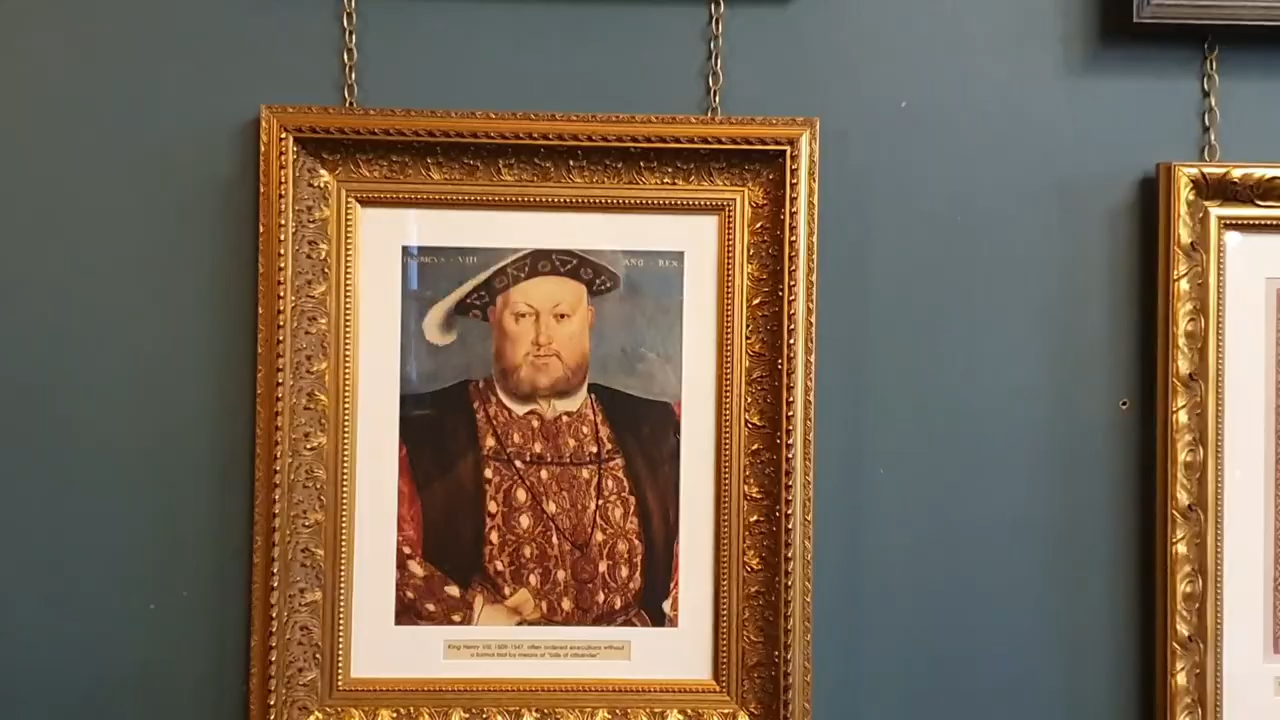 HENRICVS · VIII ANG · REX ·
King Henry VIII, 1509-1547, often ordered executions without
a formal trial by means of "bills of attainder"